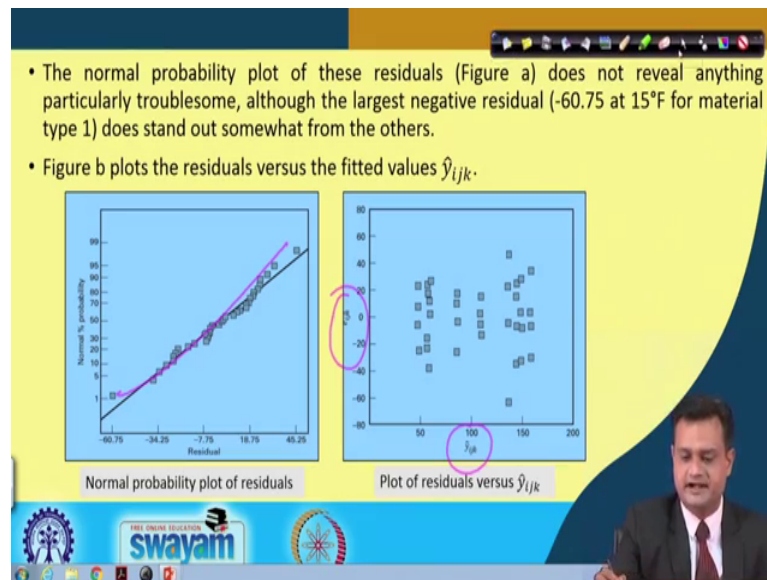 • The normal probability plot of these residuals (Figure a) does not reveal anything
particularly troublesome, although the largest negative residual (-60.75 at 15°F for material
type 1) does stand out somewhat from the others.
• Figure b plots the residuals versus the fitted values ŷijk.
Normal % probability
99
95
90
80
70
50
30
20
10
5
1
-60.75 -34.25 -7.75 18.75 45.25
Residual
80
60
40
20
0
-20
-40
-60
-80
50 100 150 200
ŷijk
Normal probability plot of residuals
Plot of residuals versus ŷijk
FREE ONLINE EDUCATION
swayam